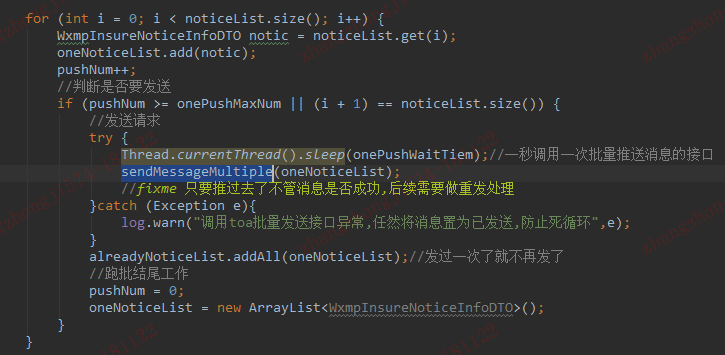 for (int i = 0; i < noticeList.size(); i++) {
WxmpInsureNoticeInfoDTO notic = noticeList.get(i);
oneNoticeList.add(notic);
pushNum++;
//判断是否要发送
if (pushNum >= onePushMaxNum || (i + 1) == noticeList.size()) {
//发送请求
try {
Thread.currentThread().sleep(onePushWaitTiem);//一秒调用一次批量推送消息的接口
sendMessageMultiple(oneNoticeList);
//fixme 只要推过去了不管消息是否成功,后续需要做重发处理
}catch (Exception e){
log.warn("调用toa批量发送接口异常,任然将消息置为已发送,防止死循环",e);
}
alreadyNoticeList.addAll(oneNoticeList);//发过一次了就不再发了
//跑批结尾工作
pushNum = 0;
oneNoticeList = new ArrayList<WxmpInsureNoticeInfoDTO>();
}
}